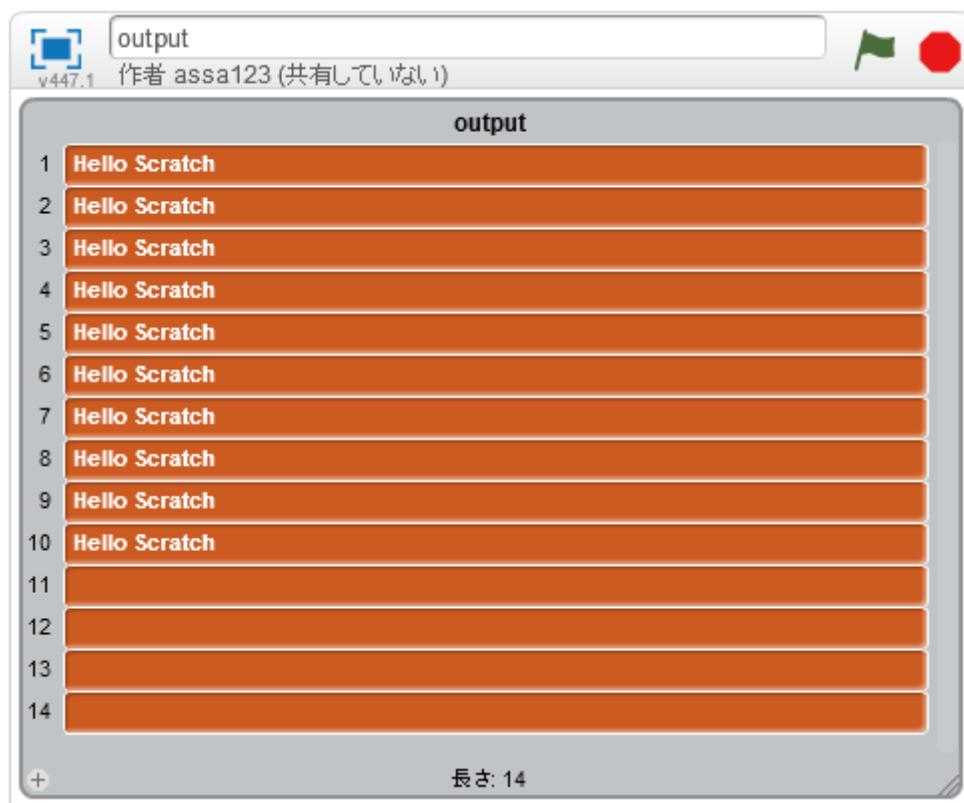 output
v447.1
作者 assa123 (共有していない)
output
1 Hello Scratch
2 Hello Scratch
3 Hello Scratch
4 Hello Scratch
5 Hello Scratch
6 Hello Scratch
7 Hello Scratch
8 Hello Scratch
9 Hello Scratch
10 Hello Scratch
11
12
13
14
+
長さ: 14